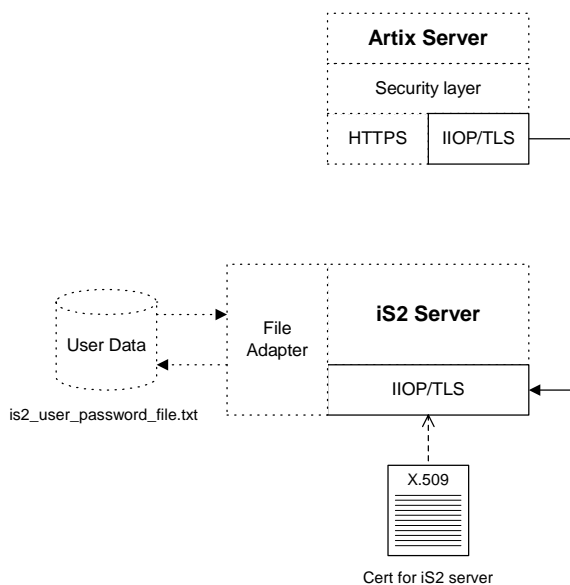 Artix Server
Security layer
HTTPS
IIOP/TLS
File
Adapter
iS2 Server
User Data
IIOP/TLS
is2_user_password_file.txt
X.509
Cert for iS2 server